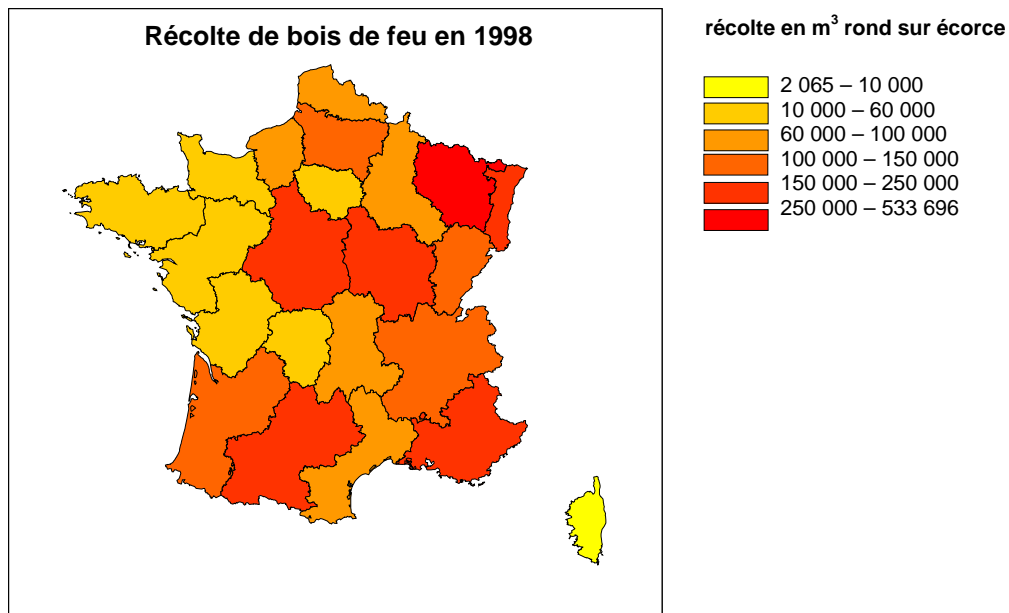 Récolte de bois de feu en 1998
récolte en m³ rond sur écorce
2 065 – 10 000
10 000 – 60 000
60 000 – 100 000
100 000 – 150 000
150 000 – 250 000
250 000 – 533 696